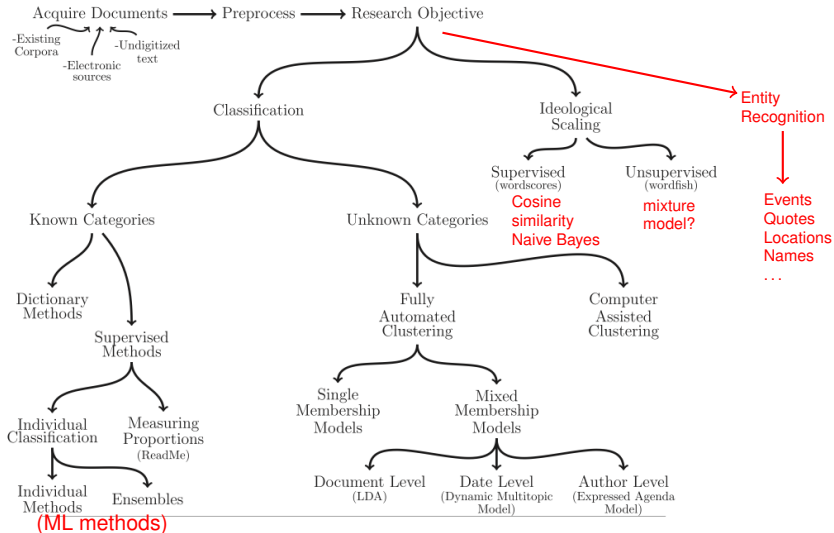 Acquire Documents
Preprocess
Research Objective
-Existing
Corpora
-Electronic
sources
-Undigitized
text
Classification
Ideological
Scaling
Entity
Recognition
Supervised
(wordscores)
Cosine
similarity
Naive Bayes
Unsupervised
(wordfish)
mixture
model?
Events
Quotes
Locations
Names
...
Known Categories
Unknown Categories
Dictionary
Methods
Supervised
Methods
Fully
Automated
Clustering
Computer
Assisted
Clustering
Individual
Classification
Measuring
Proportions
(ReadMe)
Single
Membership
Models
Mixed
Membership
Models
Individual
Methods
Ensembles
(ML methods)
Document Level
(LDA)
Date Level
(Dynamic Multitopic
Model)
Author Level
(Expressed Agenda
Model)